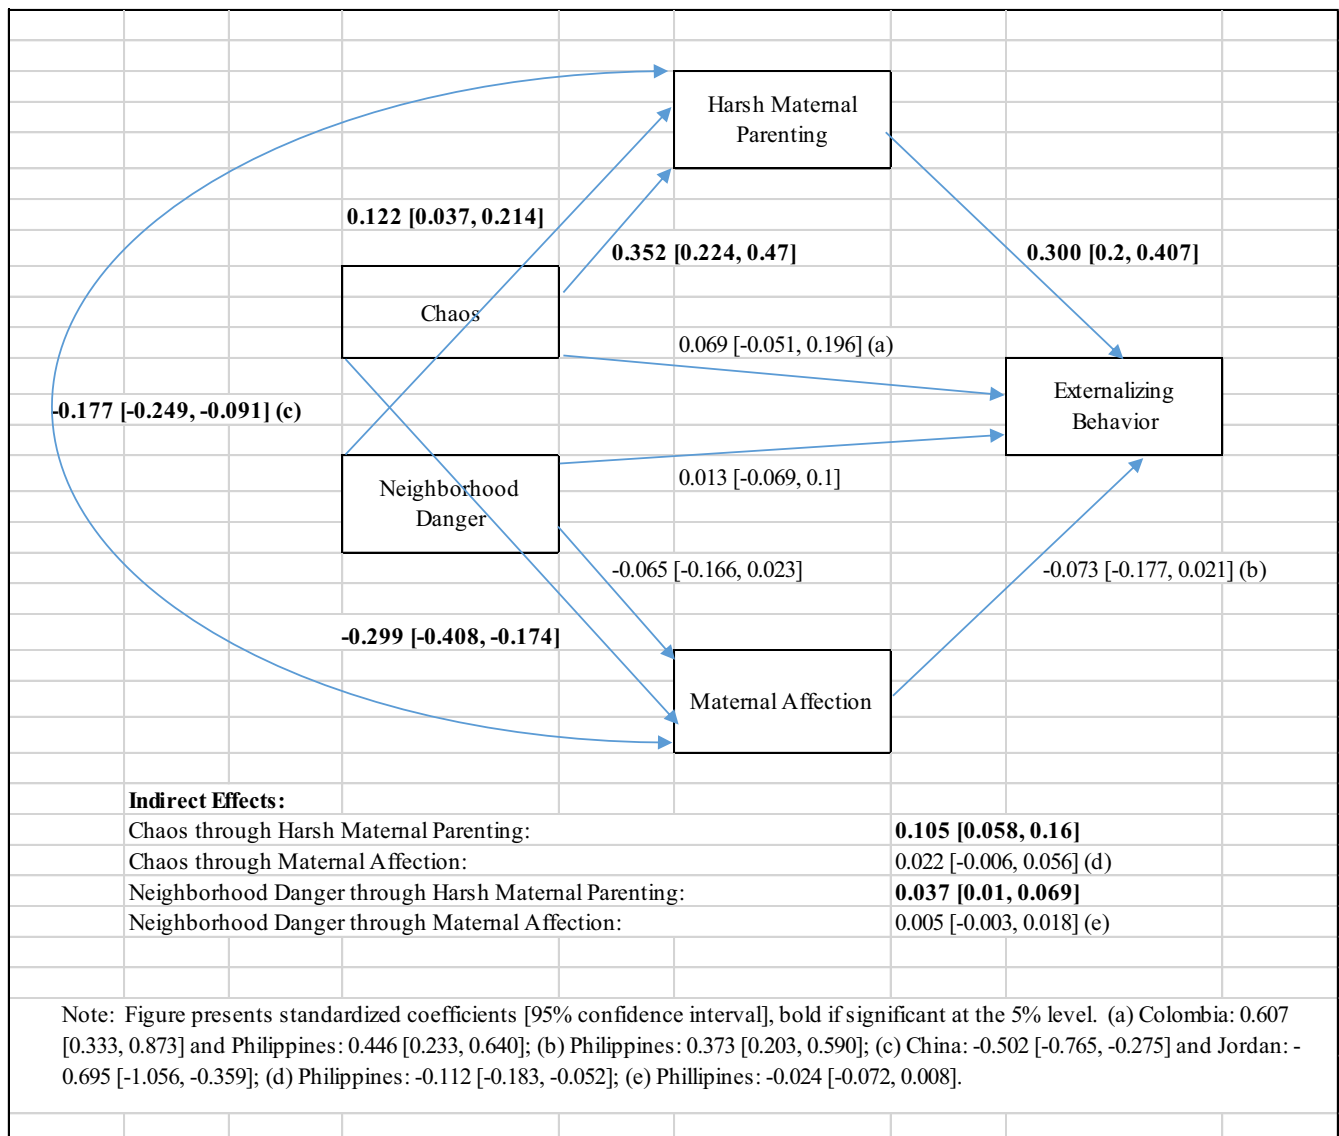 Harsh Maternal
Parenting
0.122 [0.037, 0.214]
0.352 [0.224, 0.47]
0.300 [0.2, 0.407]
Chaos
0.069 [-0.051, 0.196] (a)
Externalizing
Behavior
-0.177 [-0.249, -0.091] (c)
0.013 [-0.069, 0.1]
Neighborhood
Danger
-0.065 [-0.166, 0.023]
-0.073 [-0.177, 0.021] (b)
-0.299 [-0.408, -0.174]
Maternal Affection
Indirect Effects:
Chaos through Harsh Maternal Parenting: 0.105 [0.058, 0.16]
Chaos through Maternal Affection: 0.022 [-0.006, 0.056] (d)
Neighborhood Danger through Harsh Maternal Parenting: 0.037 [0.01, 0.069]
Neighborhood Danger through Maternal Affection: 0.005 [-0.003, 0.018] (e)
Note: Figure presents standardized coefficients [95% confidence interval], bold if significant at the 5% level. (a) Colombia: 0.607
[0.333, 0.873] and Philippines: 0.446 [0.233, 0.640]; (b) Philippines: 0.373 [0.203, 0.590]; (c) China: -0.502 [-0.765, -0.275] and Jordan: -
0.695 [-1.056, -0.359]; (d) Philippines: -0.112 [-0.183, -0.052]; (e) Phillipines: -0.024 [-0.072, 0.008].